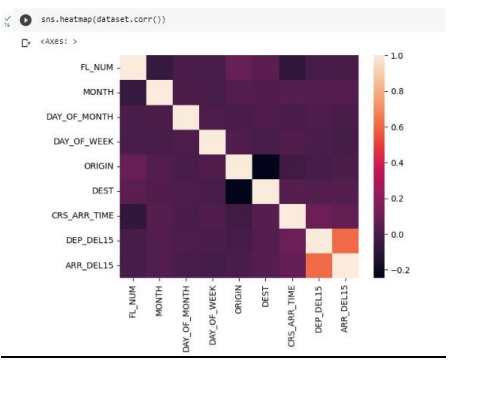 sns.heatmap(dataset.corr())
<Axes: >
1.0
FL_NUM
MONTH
0.8
DAY_OF_MONTH
0.6
DAY_OF_WEEK
ORIGIN
0.4
DEST
0.2
CRS_ARR_TIME
DEP_DEL15
0.0
ARR_DEL15
−0.2
FL_NUM
MONTH
DAY_OF_MONTH
DAY_OF_WEEK
ORIGIN
DEST
CRS_ARR_TIME
DEP_DEL15
ARR_DEL15